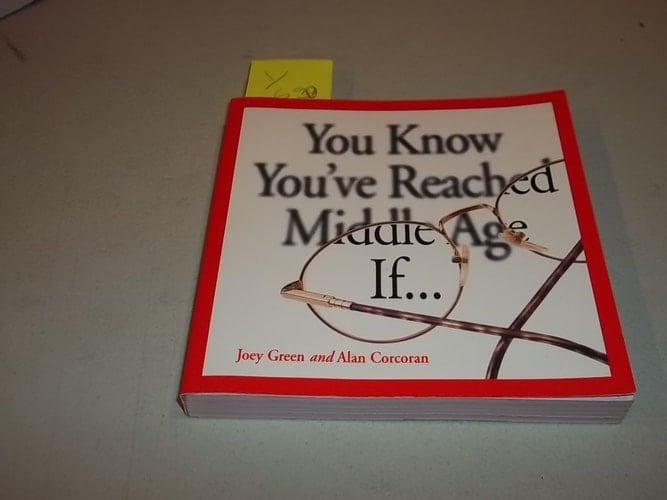 Y
You Know
You've Reached
Middle Age
If...
Joey Green and Alan Corcoran